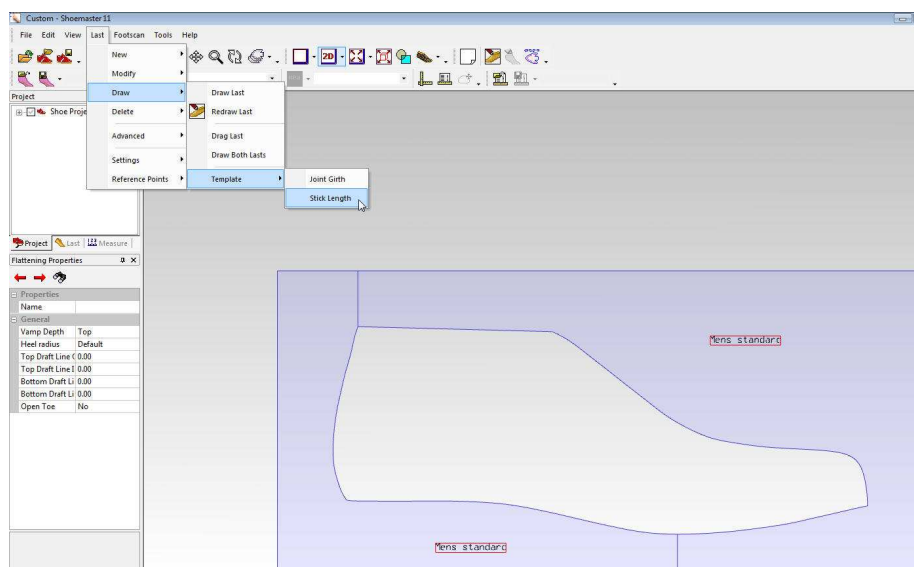 Custom - Shoemaster 11
File Edit View Last Footscan Tools Help
New
Modify
2D
Project
Draw
Draw Last
Shoe Proje
Delete
Redraw Last
Advanced
Drag Last
Draw Both Lasts
Settings
Reference Points
Template
Joint Girth
Stick Length
Project Last Measure
Flattening Properties
Properties
Name
General
Vamp Depth Top
Mens standard
Heel radius Default
Top Draft Line ( 0.00
Top Draft Line I 0.00
Bottom Draft Li 0.00
Bottom Draft Li 0.00
Open Toe No
Mens standard